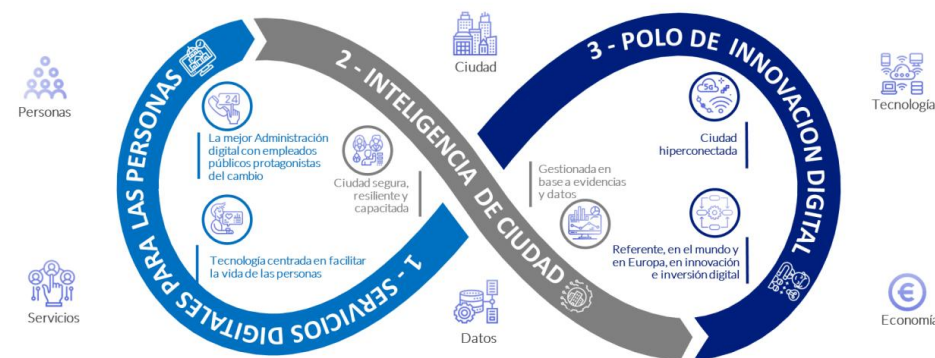 Personas
Servicios
1 - SERVICIOS DIGITALES PARA LAS PERSONAS
24
La mejor Administración
digital con empleados
públicos protagonistas
del cambio
Tecnología centrada en facilitar
la vida de las personas
Ciudad
2 - INTELIGENCIA DE CIUDAD
Ciudad segura,
resiliente y
capacitada
Gestionada en
base a evidencias
y datos
Datos
3 - POLO DE INNOVACION DIGITAL
5G
Ciudad
hiperconectada
Referente, en el mundo y
en Europa, en innovación
e inversión digital
Tecnología
€
Economía